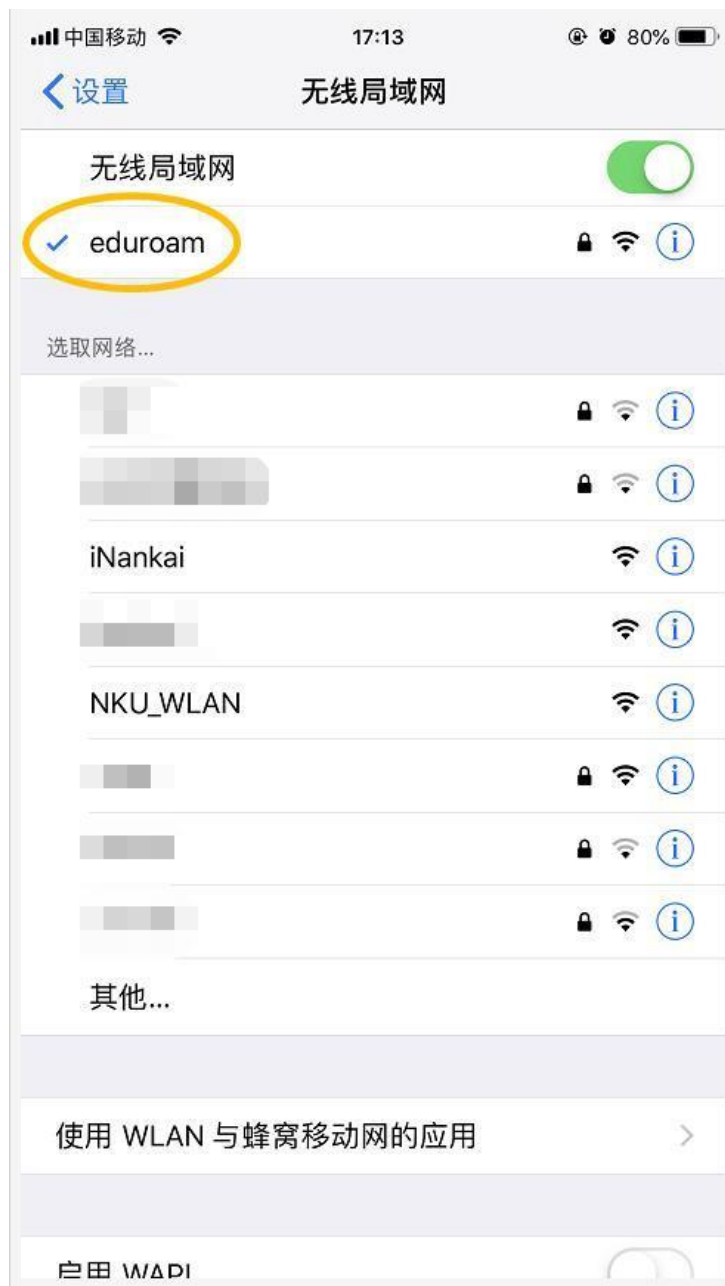 中国移动 17:13 80%
设置 无线局域网
无线局域网
eduroam
选取网络...
iNankai
NKU_WLAN
其他...
使用 WLAN 与蜂窝移动网的应用
启用 WAPI